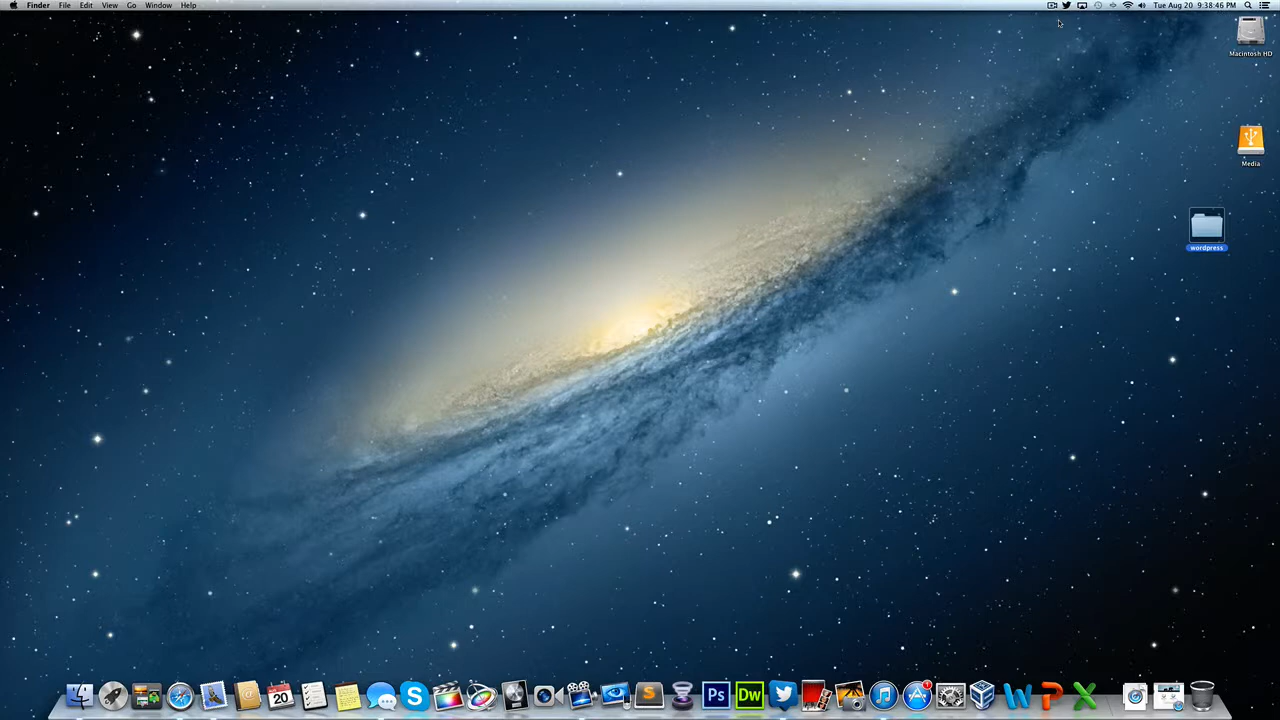 Finder File Edit View Go Window Help
Tue Aug 20 9:38:46 PM
Macintosh HD
Media
wordpress
20
S
Ps
Dw
1
W
P
X